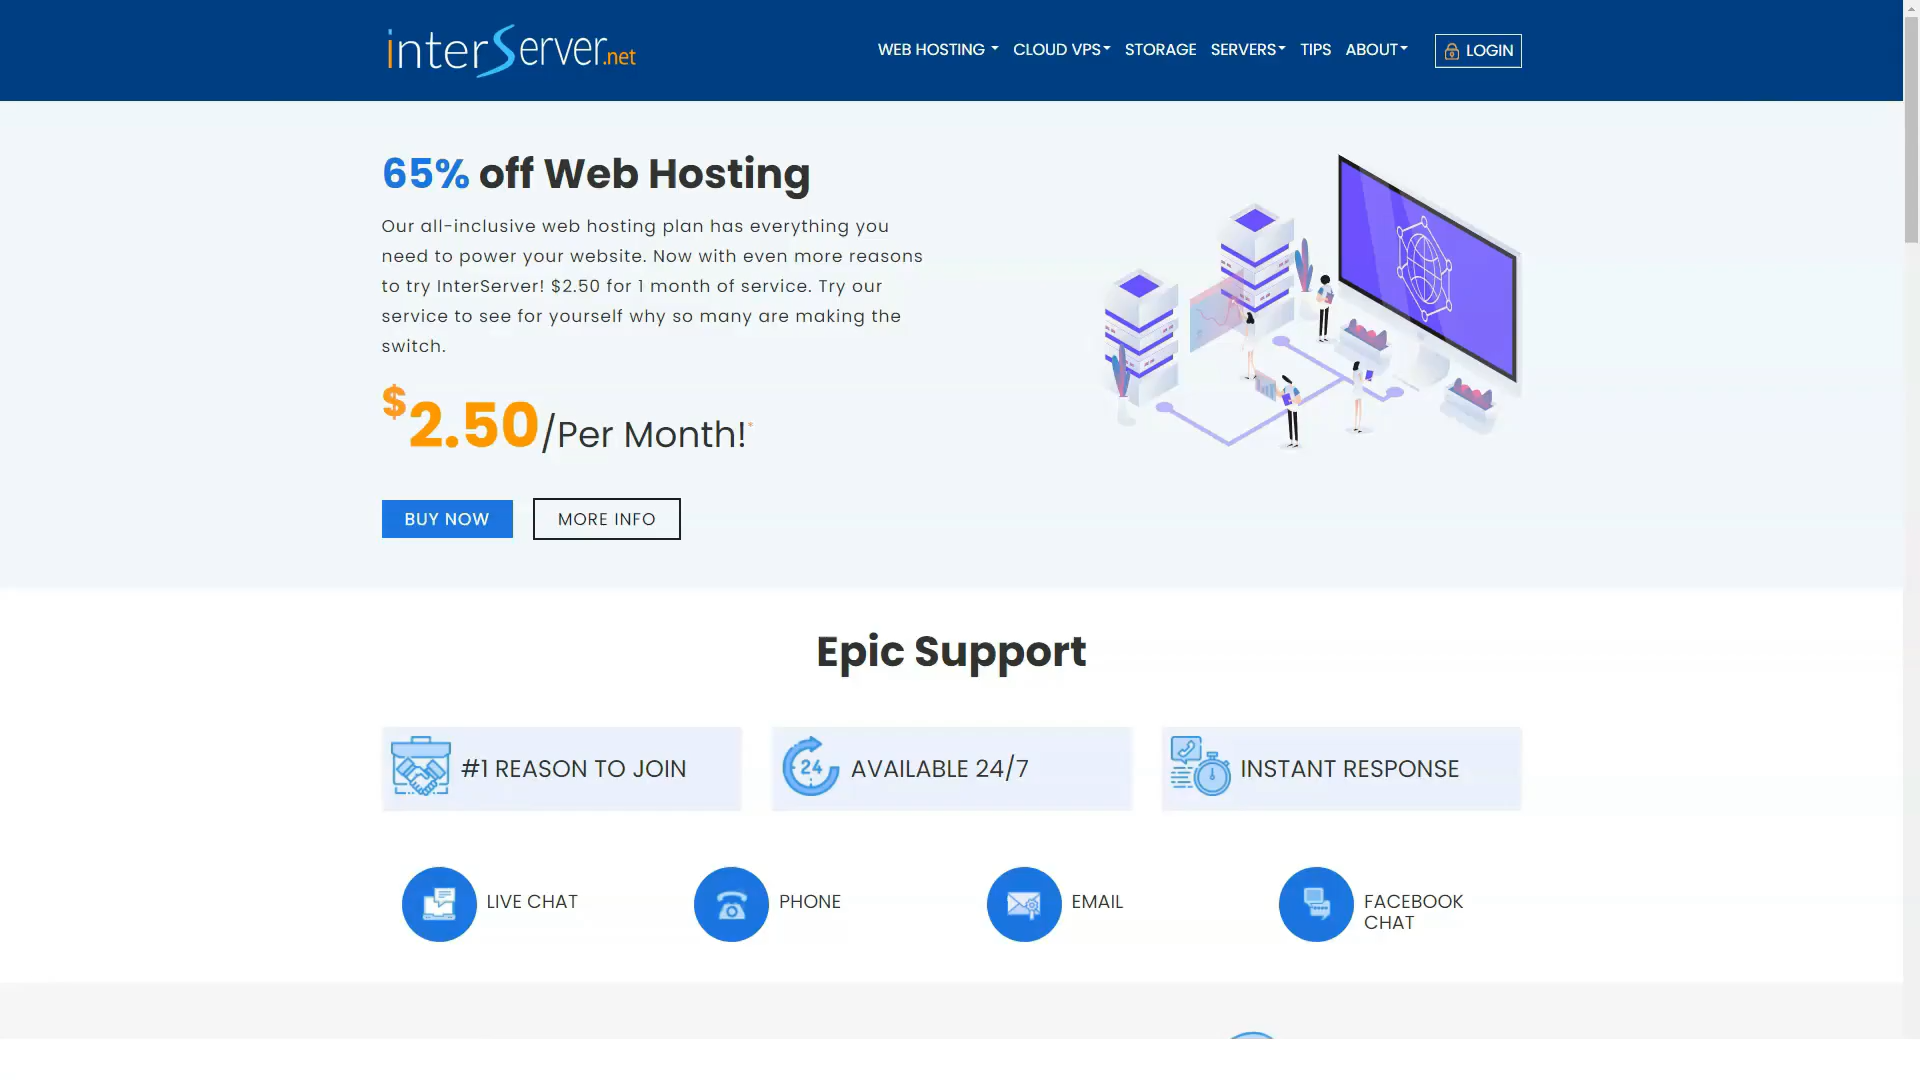 interServer.net
WEB HOSTING
CLOUD VPS
STORAGE
SERVERS
TIPS
ABOUT
LOGIN
65% off Web Hosting
Our all-inclusive web hosting plan has everything you
need to power your website. Now with even more reasons
to try InterServer! $2.50 for 1 month of service. Try our
service to see for yourself why so many are making the
switch.
$2.50/Per Month!*
BUY NOW
MORE INFO
Epic Support
#1 REASON TO JOIN
24
AVAILABLE 24/7
INSTANT RESPONSE
LIVE CHAT
PHONE
EMAIL
FACEBOOK
CHAT